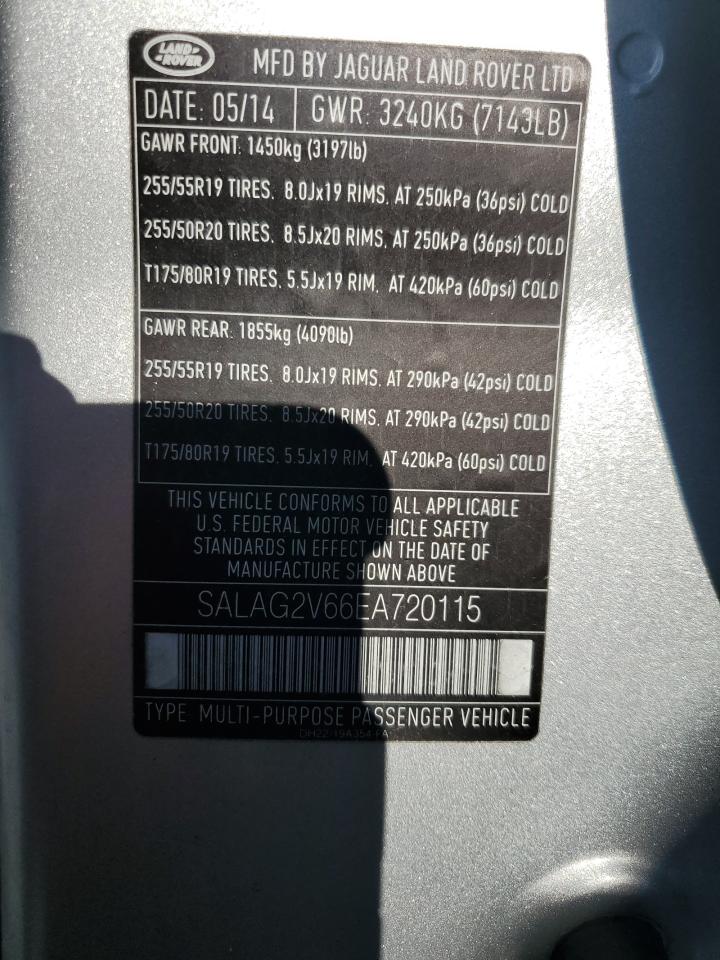 LAND
ROVER
MFD BY JAGUAR LAND ROVER LTD
DATE: 05/14 GWR: 3240KG (7143LB)
GAWR FRONT: 1450kg (3197lb)
255/55R19 TIRES, 8.0Jx19 RIMS, AT 250kPa (36psi) COLD
255/50R20 TIRES, 8.5Jx20 RIMS, AT 250kPa (36psi) COLD
T175/80R19 TIRES, 5.5Jx19 RIM, AT 420kPa (60psi) COLD
GAWR REAR: 1855kg (4090lb)
255/55R19 TIRES, 8.0Jx19 RIMS, AT 290kPa (42psi) COLD
255/50R20 TIRES, 8.5Jx20 RIMS, AT 290kPa (42psi) COLD
T175/80R19 TIRES, 5.5Jx19 RIM, AT 420kPa (60psi) COLD
THIS VEHICLE CONFORMS TO ALL APPLICABLE
U.S. FEDERAL MOTOR VEHICLE SAFETY
STANDARDS IN EFFECT ON THE DATE OF
MANUFACTURE SHOWN ABOVE
SALAG2V66EA720115
TYPE MULTI-PURPOSE PASSENGER VEHICLE
DH22-19A354-FA